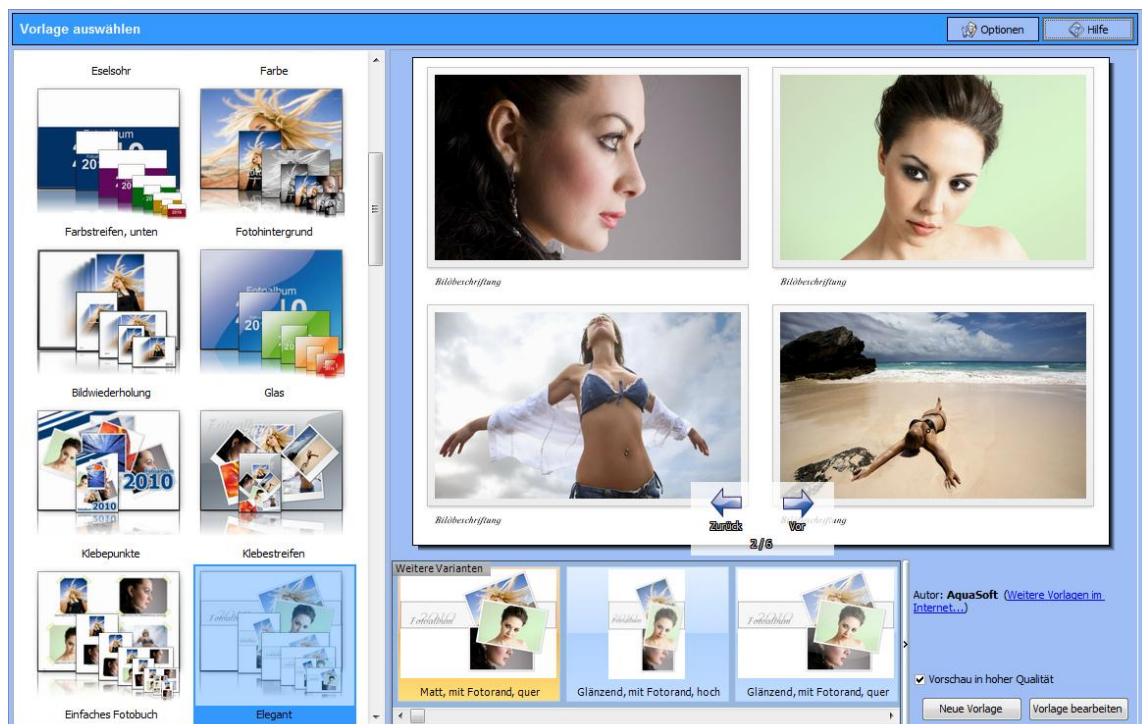 Vorlage auswählen
Optionen
Hilfe
Eselsohr
Farbe
Farbstreifen, unten
Fotohintergrund
Bildwiederholung
Glas
Klebepunkte
Klebestreifen
Einfaches Fotobuch
Elegant
Bildbeschriftung
Bildbeschriftung
Bildbeschriftung
Zurück
Vor
2 / 6
Weitere Varianten
Matt, mit Fotorand, quer
Glänzend, mit Fotorand, hoch
Glänzend, mit Fotorand, quer
Autor: AquaSoft (Weitere Vorlagen im
Internet...)
Vorschau in hoher Qualität
Neue Vorlage
Vorlage bearbeiten